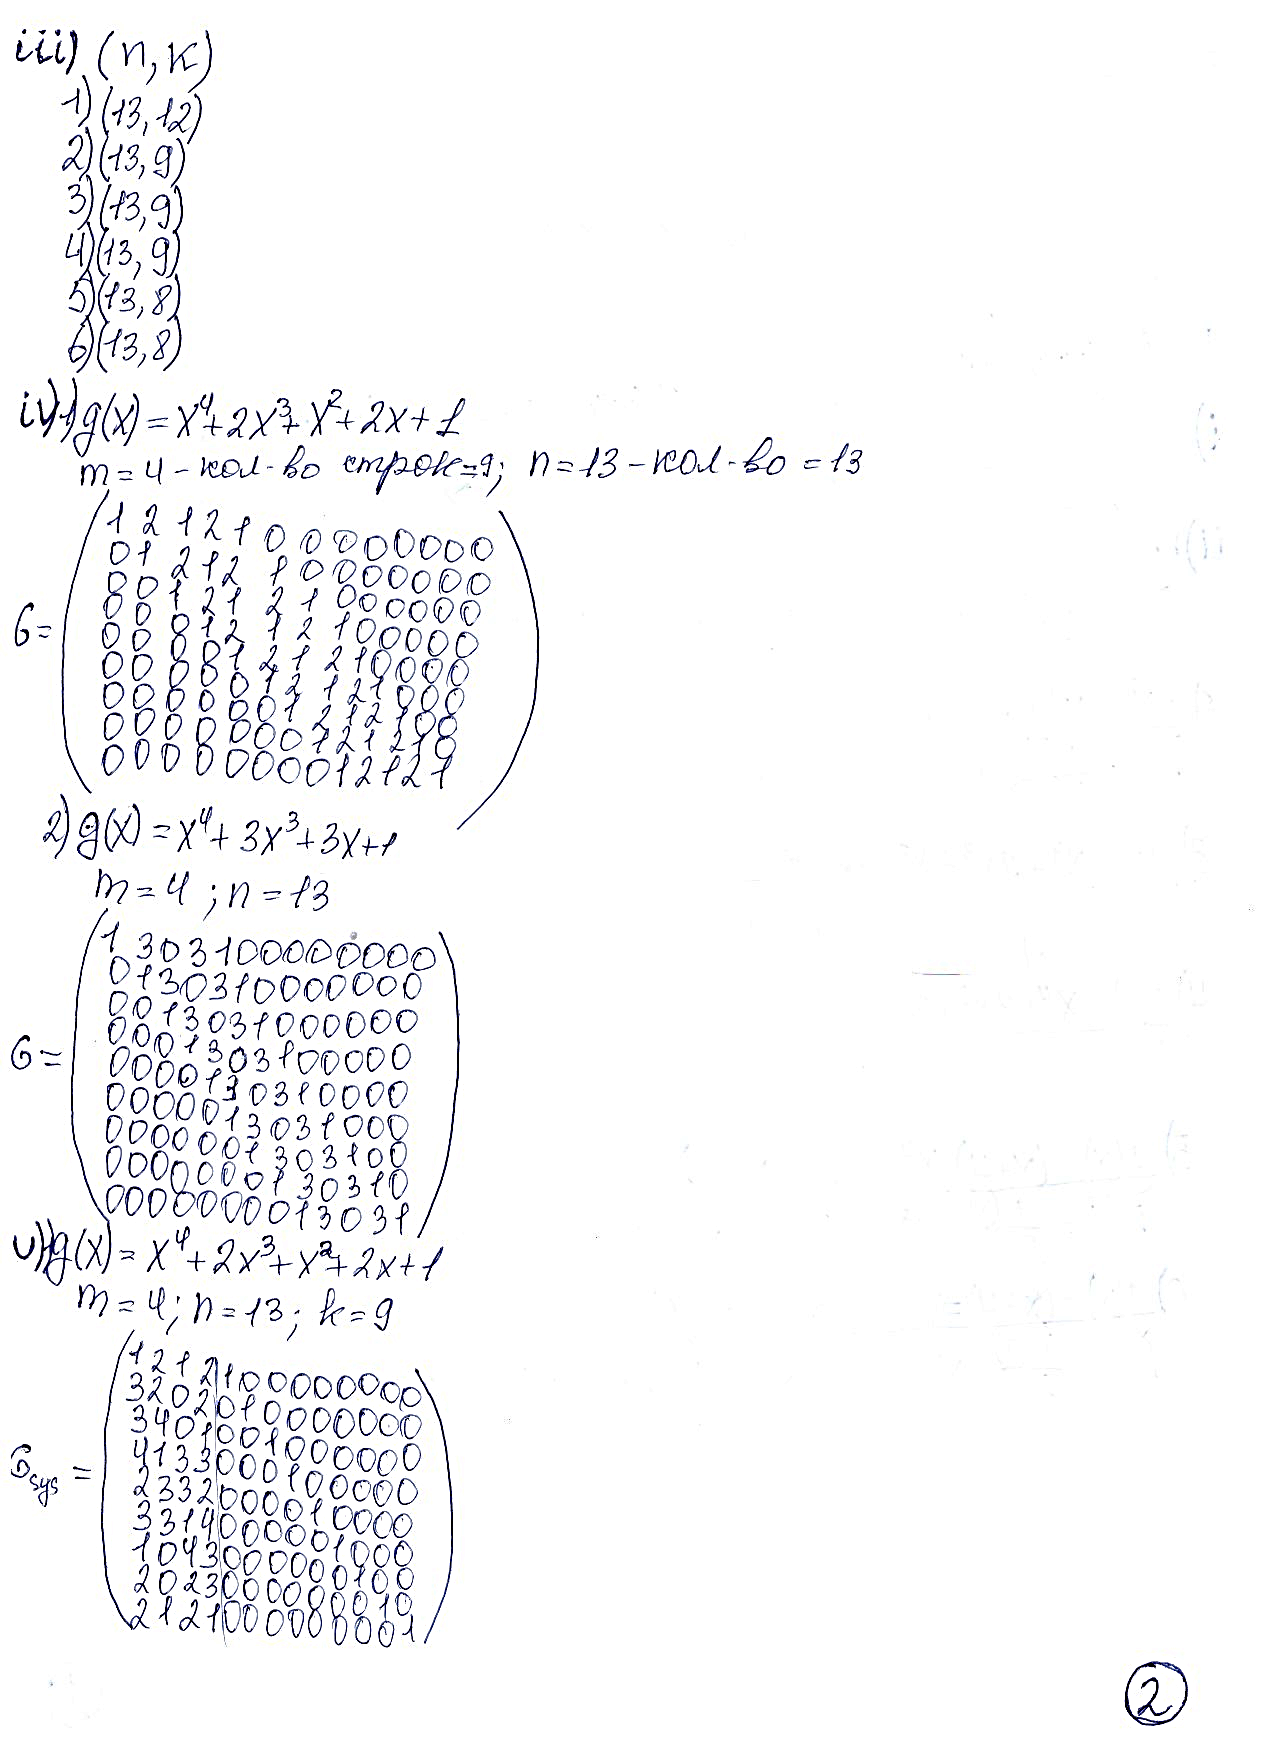 iii) (n, k)
1) (13, 12)
2) (13, 9)
3) (13, 9)
4) (13, 9)
5) (13, 8)
6) (13, 8)
iv) 1) g(x) = x⁴ + 2x³ + x² + 2x + 1
m = 4 - кол-во строк = 9; n = 13 - кол-во = 13
1 2 1 2 1 0 0 0 0 0 0 0 0
0 1 2 1 2 1 0 0 0 0 0 0 0
0 0 1 2 1 2 1 0 0 0 0 0 0
G = 0 0 0 1 2 1 2 1 0 0 0 0 0
0 0 0 0 1 2 1 2 1 0 0 0 0
0 0 0 0 0 1 2 1 2 1 0 0 0
0 0 0 0 0 0 1 2 1 2 1 0 0
0 0 0 0 0 0 0 1 2 1 2 1 0
0 0 0 0 0 0 0 0 1 2 1 2 1
2) g(x) = x⁴ + 3x³ + 3x + 1
m = 4; n = 13
1 3 0 3 1 0 0 0 0 0 0 0 0
0 1 3 0 3 1 0 0 0 0 0 0 0
0 0 1 3 0 3 1 0 0 0 0 0 0
G = 0 0 0 1 3 0 3 1 0 0 0 0 0
0 0 0 0 1 3 0 3 1 0 0 0 0
0 0 0 0 0 1 3 0 3 1 0 0 0
0 0 0 0 0 0 1 3 0 3 1 0 0
0 0 0 0 0 0 0 1 3 0 3 1 0
0 0 0 0 0 0 0 0 1 3 0 3 1
v) 1) g(x) = x⁴ + 2x³ + x² + 2x + 1
m = 4; n = 13; k = 9
1 2 1 2 | 1 0 0 0 0 0 0 0 0
3 2 0 2 | 0 1 0 0 0 0 0 0 0
3 4 0 1 | 0 0 1 0 0 0 0 0 0
4 1 3 3 | 0 0 0 1 0 0 0 0 0
Gsys = 2 3 3 2 | 0 0 0 0 1 0 0 0 0
3 3 1 4 | 0 0 0 0 0 1 0 0 0
1 0 4 3 | 0 0 0 0 0 0 1 0 0
2 0 2 3 | 0 0 0 0 0 0 0 1 0
2 1 2 1 | 0 0 0 0 0 0 0 0 1
2